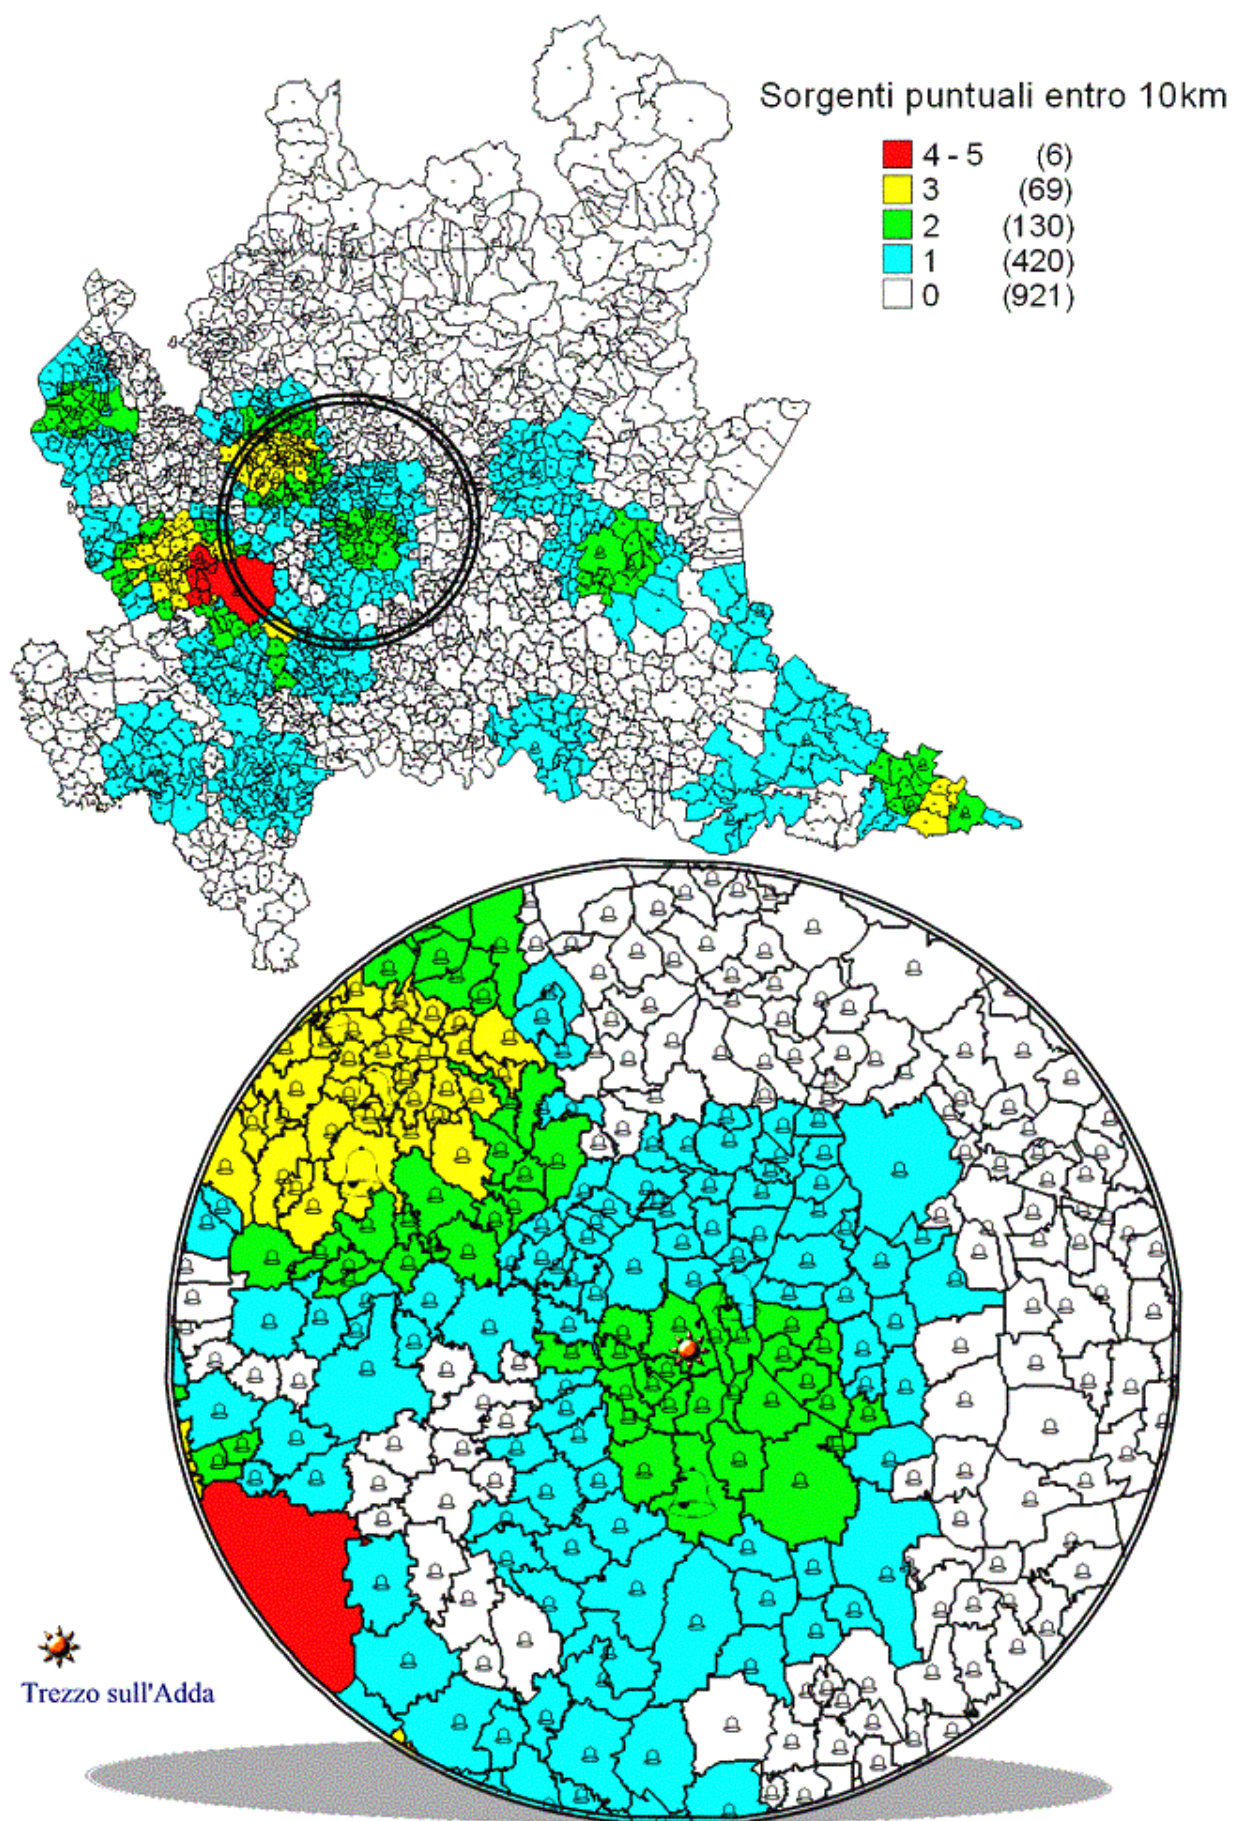 Sorgenti puntuali entro 10km
4 - 5 (6)
3 (69)
2 (130)
1 (420)
0 (921)
Trezzo sull'Adda